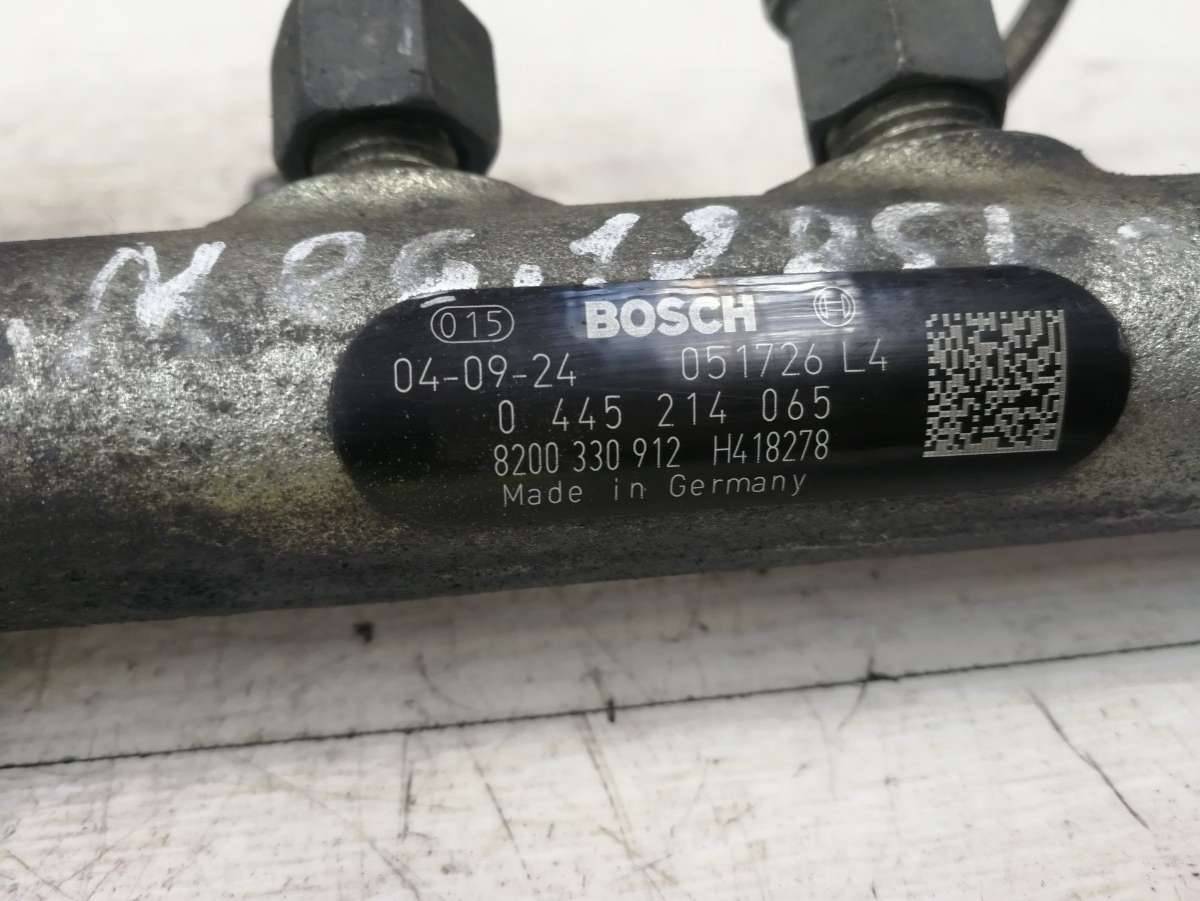 015 BOSCH
04-09-24 051726 L4
0 445 214 065
8200 330 912 H418278
Made in Germany